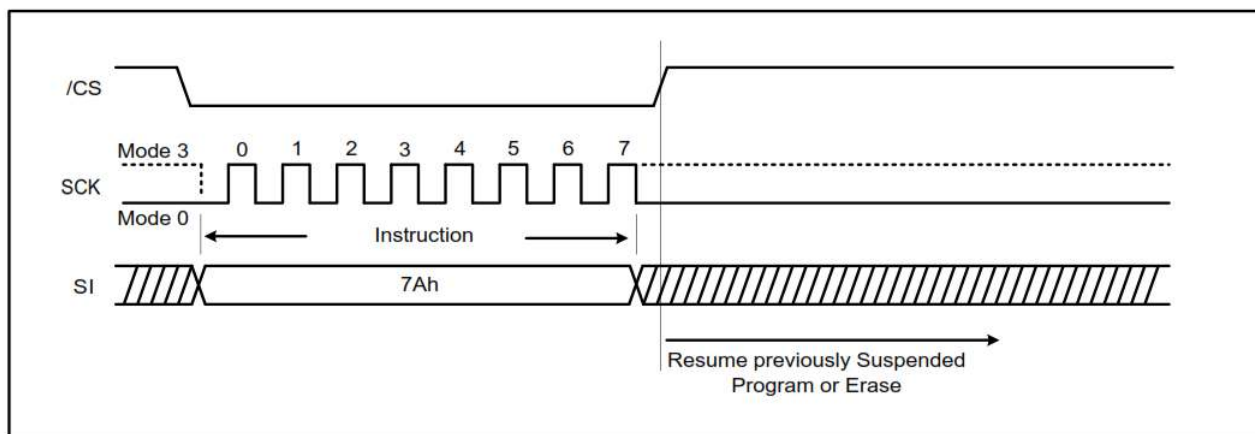 /CS
Mode 3
0 1 2 3 4 5 6 7
SCK
Mode 0
Instruction
SI
7Ah
Resume previously Suspended
Program or Erase